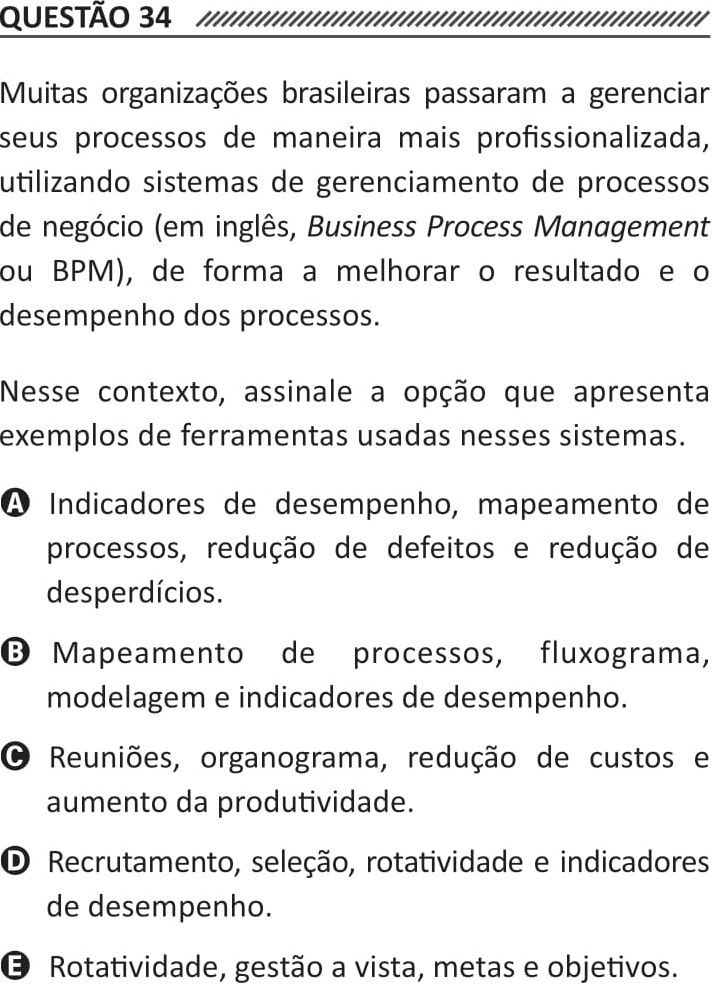 QUESTÃO 34
Muitas organizações brasileiras passaram a gerenciar
seus processos de maneira mais profissionalizada,
utilizando sistemas de gerenciamento de processos
de negócio (em inglês, Business Process Management
ou BPM), de forma a melhorar o resultado e o
desempenho dos processos.
Nesse contexto, assinale a opção que apresenta
exemplos de ferramentas usadas nesses sistemas.
A Indicadores de desempenho, mapeamento de
processos, redução de defeitos e redução de
desperdícios.
B Mapeamento de processos, fluxograma,
modelagem e indicadores de desempenho.
C Reuniões, organograma, redução de custos e
aumento da produtividade.
D Recrutamento, seleção, rotatividade e indicadores
de desempenho.
E Rotatividade, gestão a vista, metas e objetivos.